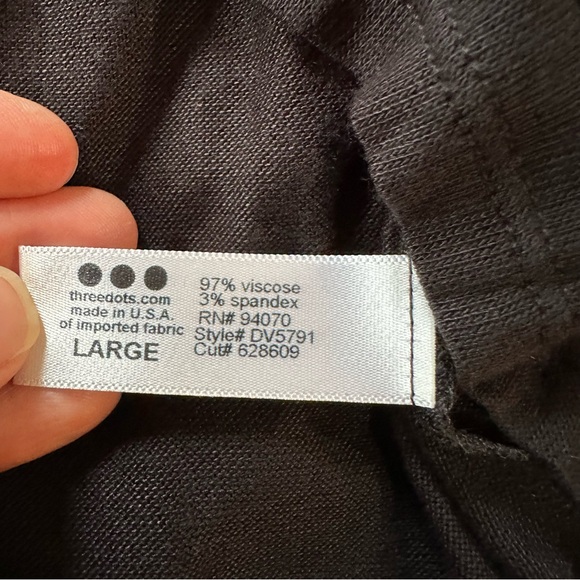 threedots.com
made in U.S.A.
of imported fabric
LARGE
97% viscose
3% spandex
RN# 94070
Style# DV5791
Cut# 628609